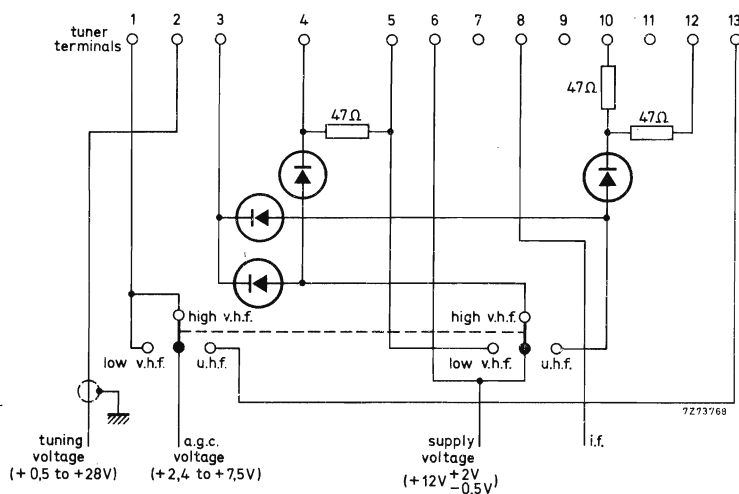 1 2 3 4 5 6 7 8 9 10 11 12 13
tuner
terminals
47Ω
47Ω
47Ω
high v.h.f.
high v.h.f.
low v.h.f.
u.h.f.
low v.h.f.
u.h.f.
7Z73768
tuning
voltage
(+0,5 to +28V)
a.g.c.
voltage
(+2,4 to +7,5V)
supply
voltage
(+12V +2V
−0,5V)
i.f.